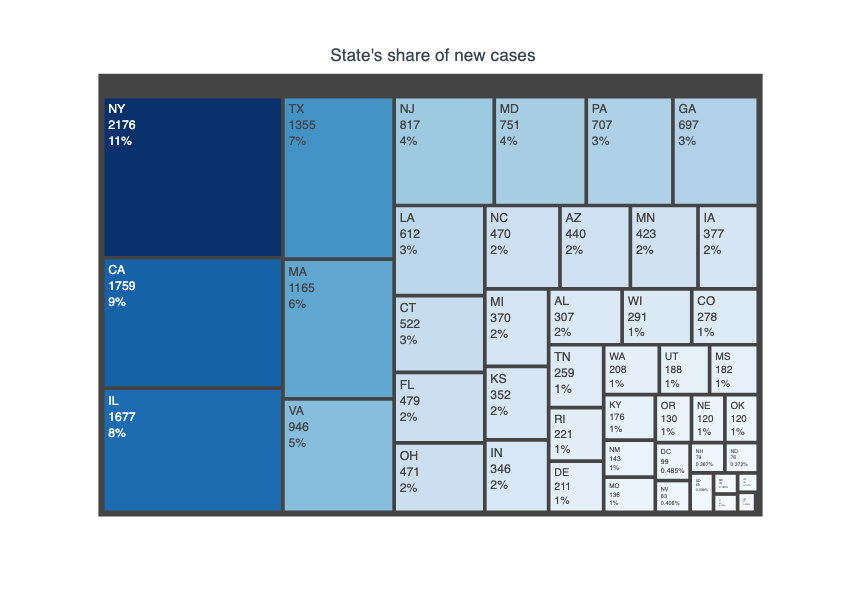 State's share of new cases
NY
2176
11%
CA
1759
9%
IL
1677
8%
TX
1355
7%
MA
1165
6%
VA
946
5%
NJ
817
4%
MD
751
4%
PA
707
3%
GA
697
3%
LA
612
3%
CT
522
3%
FL
479
2%
OH
471
2%
NC
470
2%
AZ
440
2%
MN
423
2%
IA
377
2%
MI
370
2%
KS
352
2%
IN
346
2%
AL
307
2%
WI
291
1%
CO
278
1%
TN
259
1%
RI
221
1%
DE
211
1%
WA
208
1%
UT
188
1%
MS
182
1%
KY
176
1%
NM
143
1%
MO
136
1%
OR
130
1%
NE
120
1%
OK
120
1%
DC
99
0.485%
NV
83
0.406%
NH
79
0.387%
ND
76
0.372%
SD